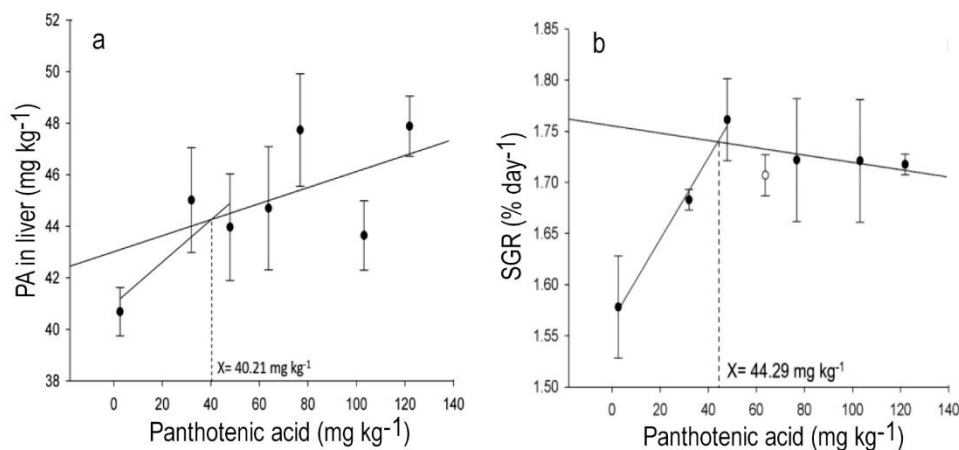 a
PA in liver (mg kg-1)
52
50
48
46
44
42
40
38
X= 40.21 mg kg-1
0 20 40 60 80 100 120 140
Panthotenic acid (mg kg-1)
b
SGR (% day-1)
1.85
1.80
1.75
1.70
1.65
1.60
1.55
1.50
X= 44.29 mg kg-1
0 20 40 60 80 100 120 140
Panthotenic acid (mg kg-1)